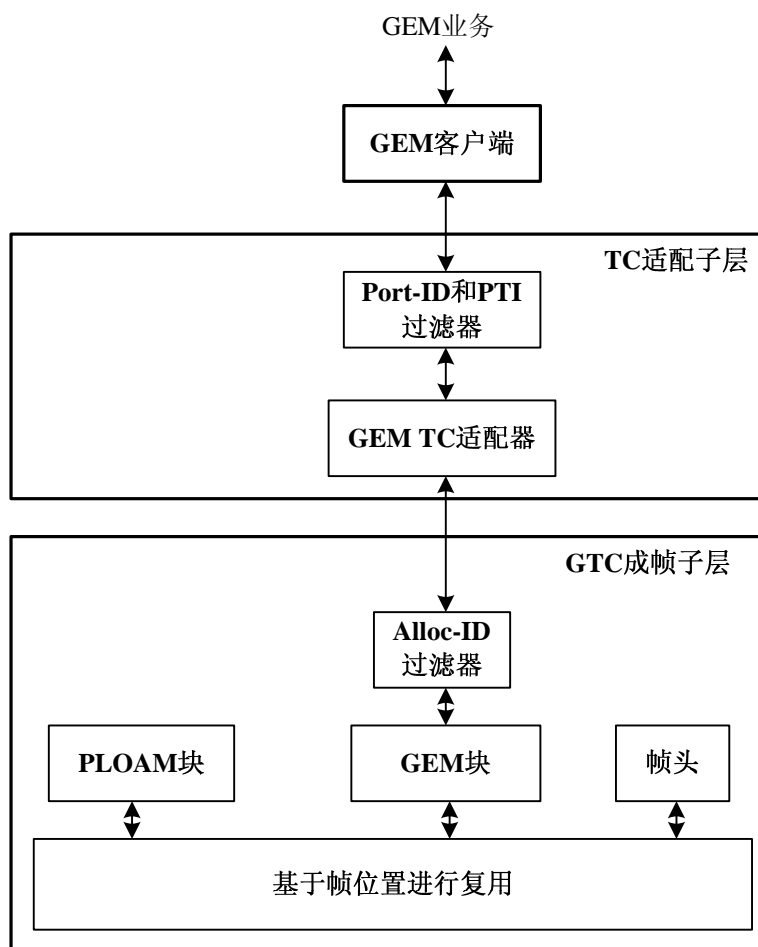 GEM业务
GEM客户端
TC适配子层
Port-ID和PTI
过滤器
GEM TC适配器
GTC成帧子层
Alloc-ID
过滤器
PLOAM块
GEM块
帧头
基于帧位置进行复用